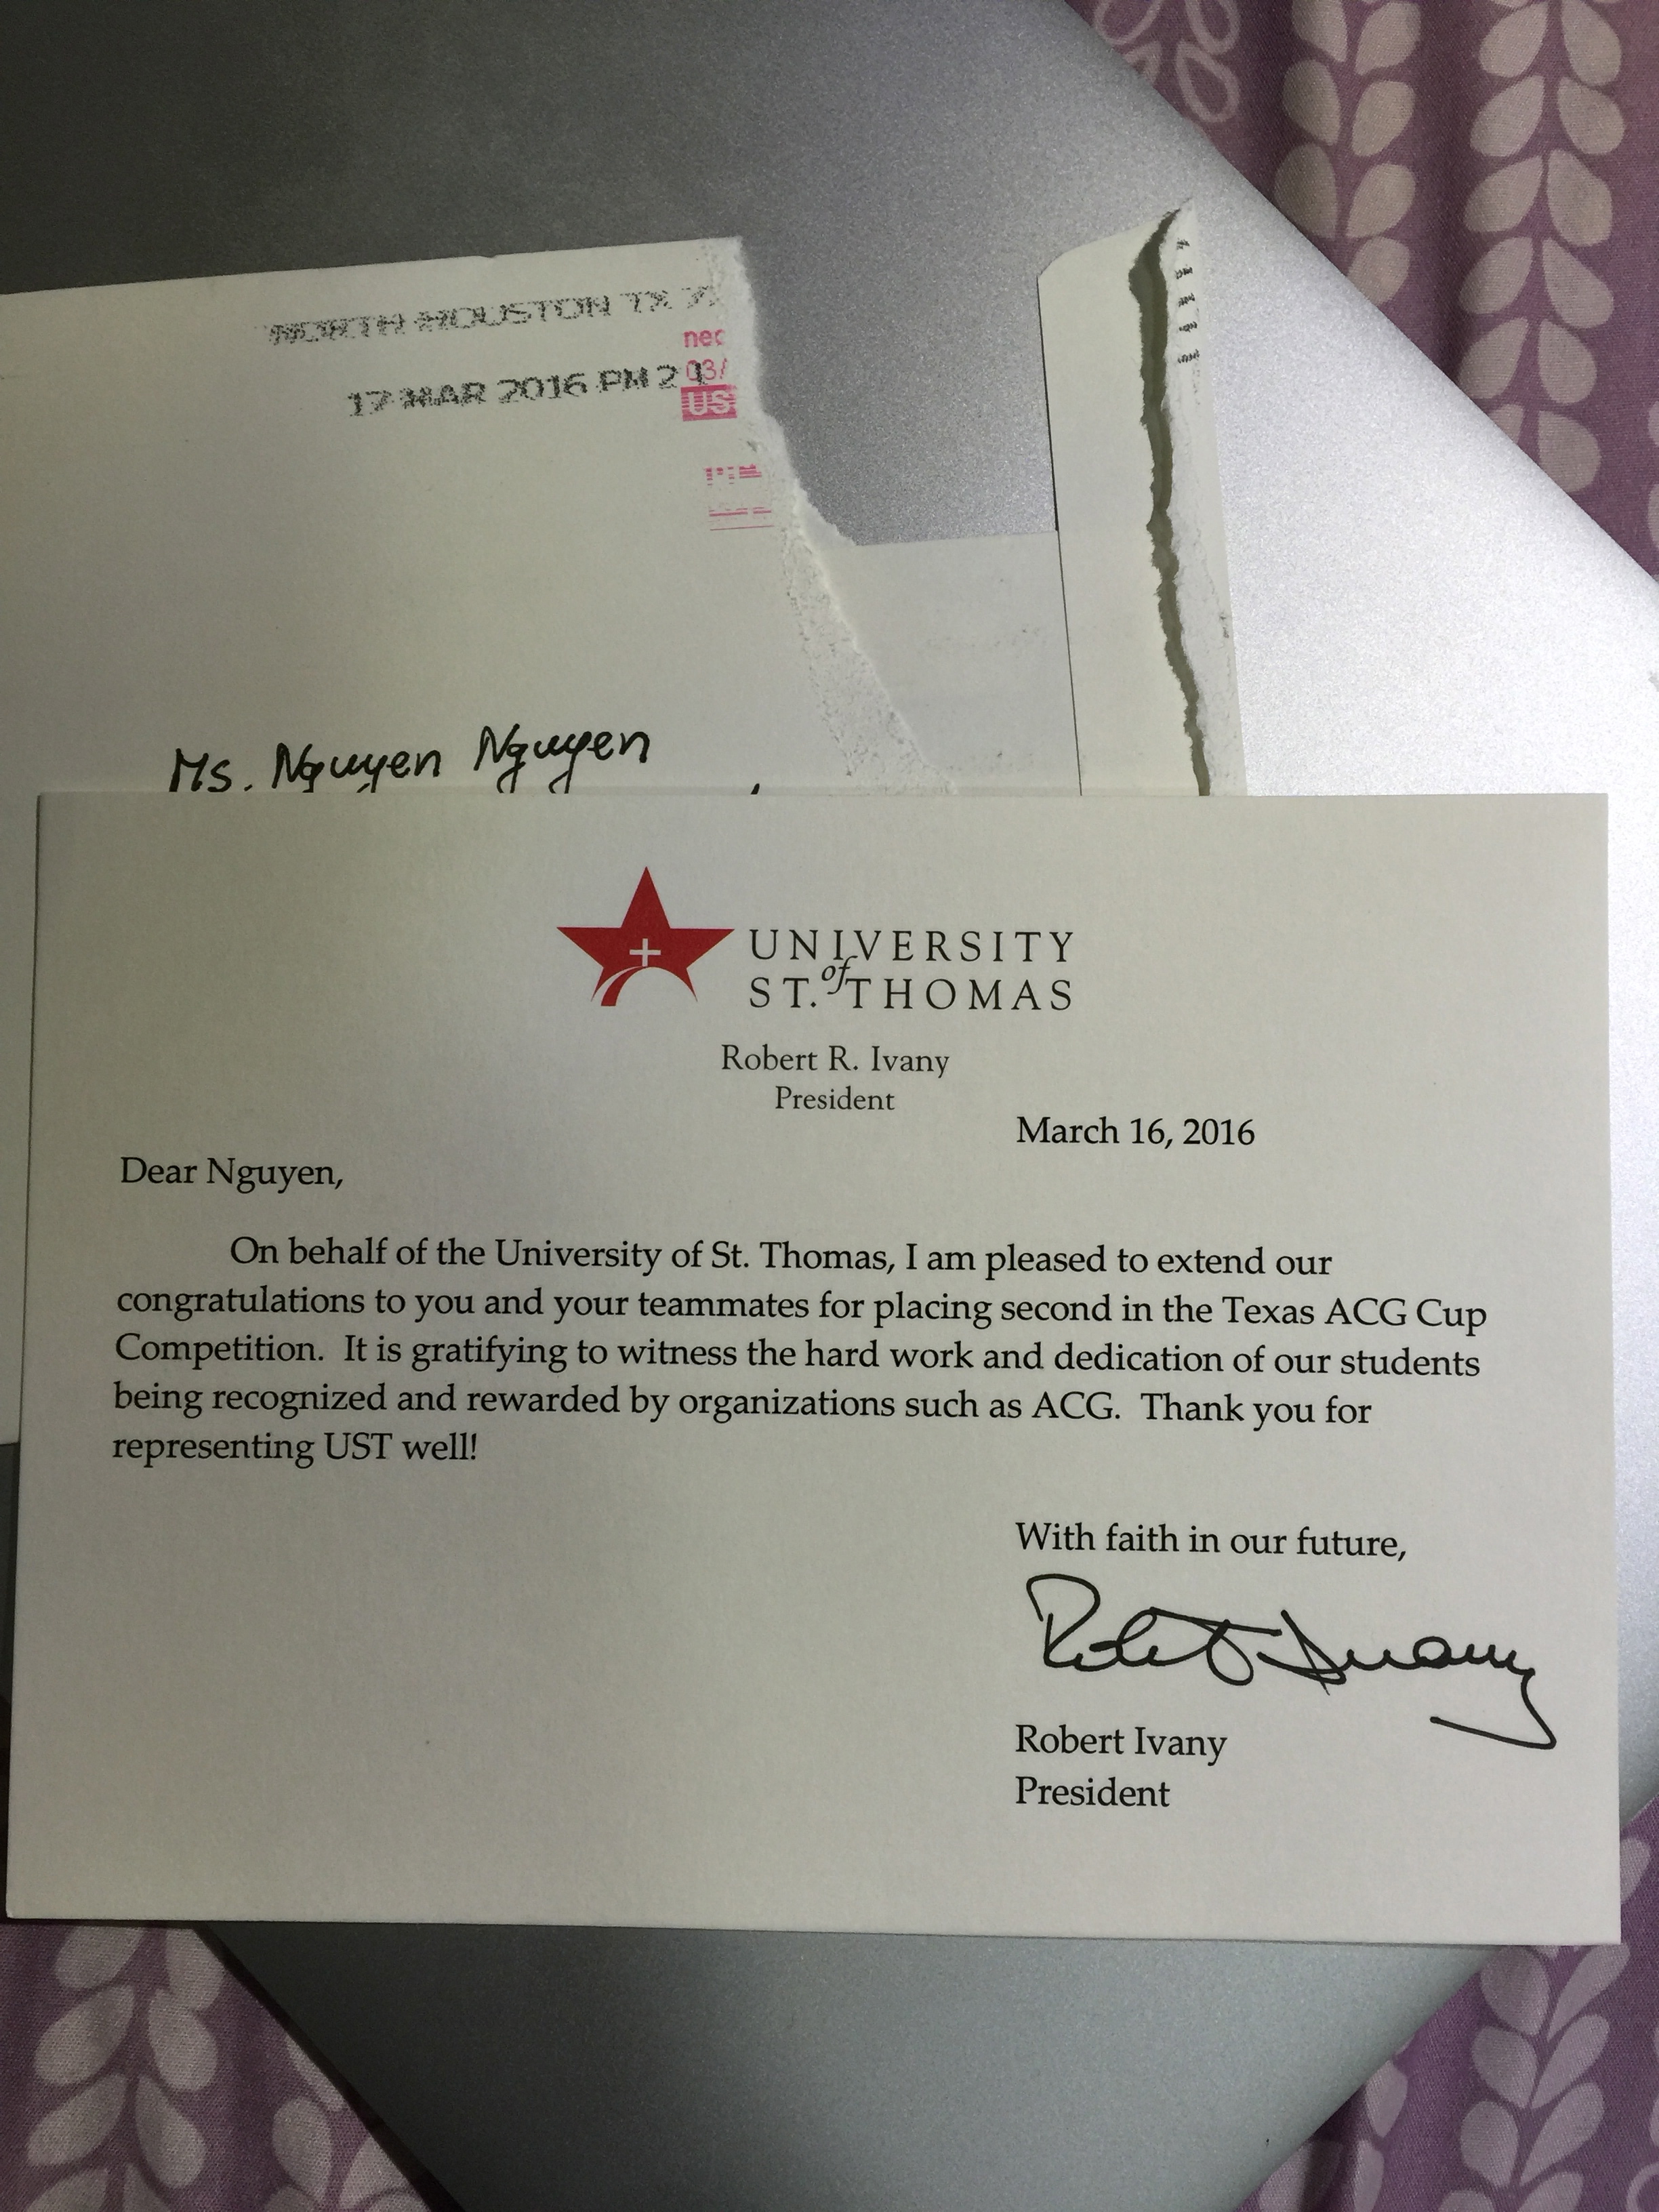 NORTH HOUSTON TX
17 MAR 2016 PM 2
neo
03/
US
Ms. Nguyen Nguyen
UNIVERSITY
of
ST. THOMAS
Robert R. Ivany
President
March 16, 2016
Dear Nguyen,
On behalf of the University of St. Thomas, I am pleased to extend our
congratulations to you and your teammates for placing second in the Texas ACG Cup
Competition. It is gratifying to witness the hard work and dedication of our students
being recognized and rewarded by organizations such as ACG. Thank you for
representing UST well!
With faith in our future,
Robert Ivany
Robert Ivany
President